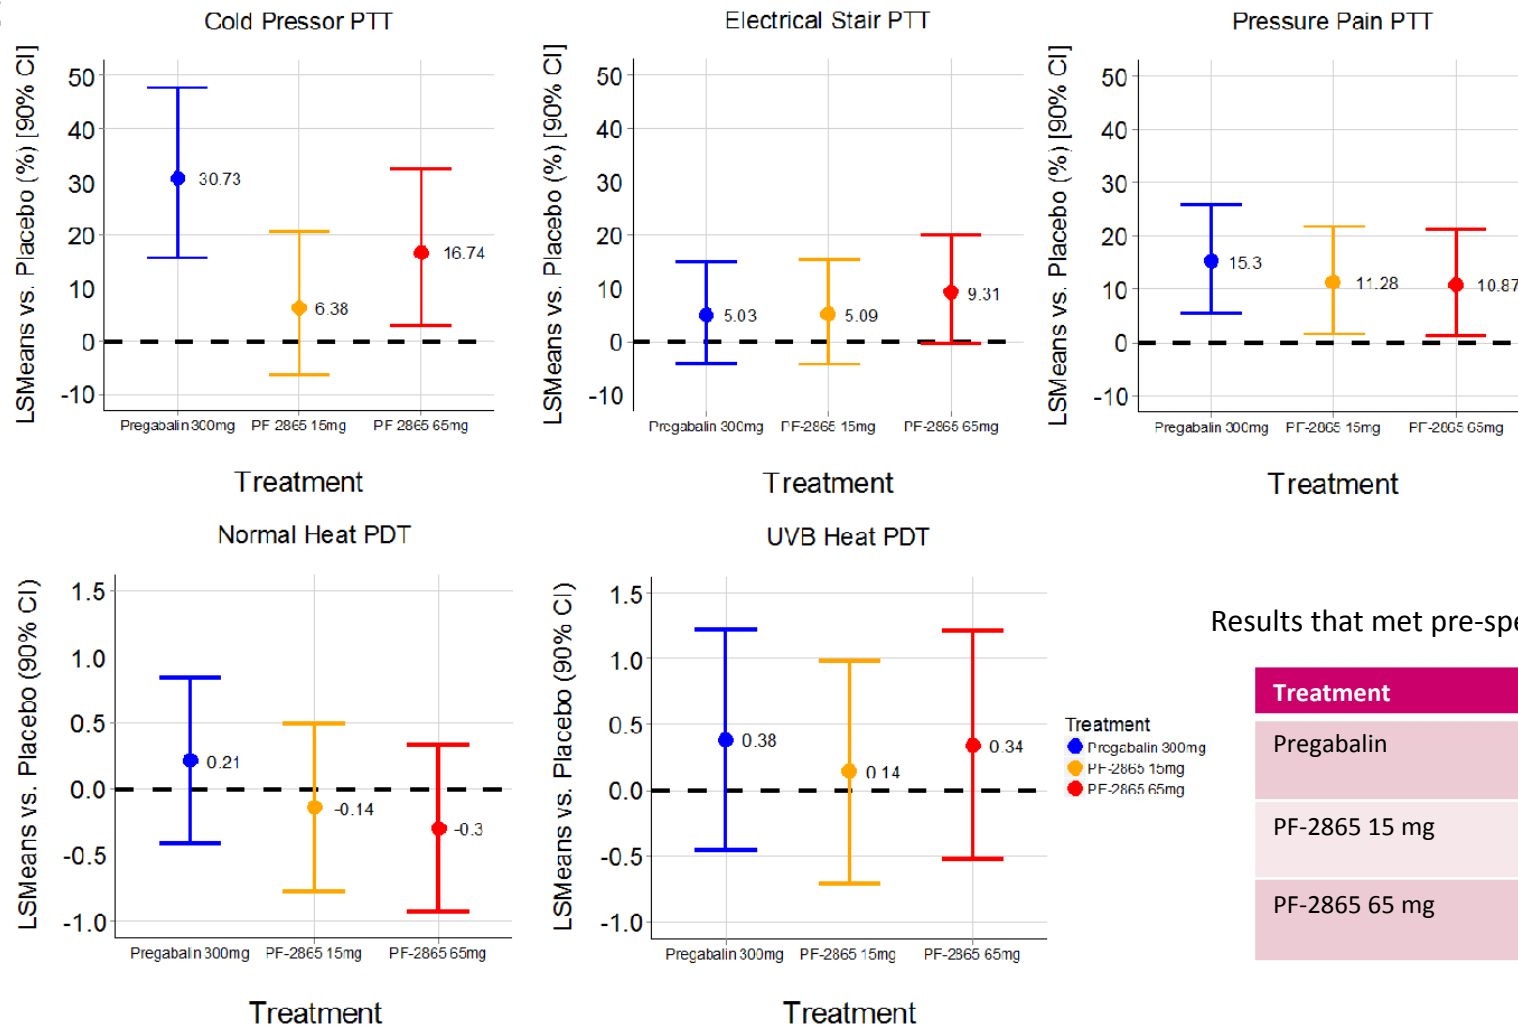 Cold Pressor PTT
LSMeans vs. Placebo (%) [90% CI]
50
40
30
20
10
0
-10
30.73
6.38
16.74
Pregabalin 300mg PF-2865 15mg PF-2865 65mg
Treatment
Electrical Stair PTT
LSMeans vs. Placebo (%) [90% CI]
50
40
30
20
10
0
-10
5.03
5.09
9.31
Pregabalin 300mg PF-2865 15mg PF-2865 65mg
Treatment
Pressure Pain PTT
LSMeans vs. Placebo (%) [90% CI]
50
40
30
20
10
0
-10
15.3
11.28
10.87
Pregabalin 300mg PF-2865 15mg PF-2865 65mg
Treatment
Normal Heat PDT
LSMeans vs. Placebo (90% CI)
1.5
1.0
0.5
0.0
-0.5
-1.0
0.21
-0.14
-0.3
Pregabalin 300mg PF-2865 15mg PF-2865 65mg
Treatment
UVB Heat PDT
LSMeans vs. Placebo (90% CI)
1.5
1.0
0.5
0.0
-0.5
-1.0
0.38
0.14
0.34
Pregabalin 300mg PF-2865 15mg PF-2865 65mg
Treatment
Treatment
Pregabalin 300mg
PF-2865 15mg
PF-2865 65mg
Results that met pre-spe
Treatment
Pregabalin
PF-2865 15 mg
PF-2865 65 mg